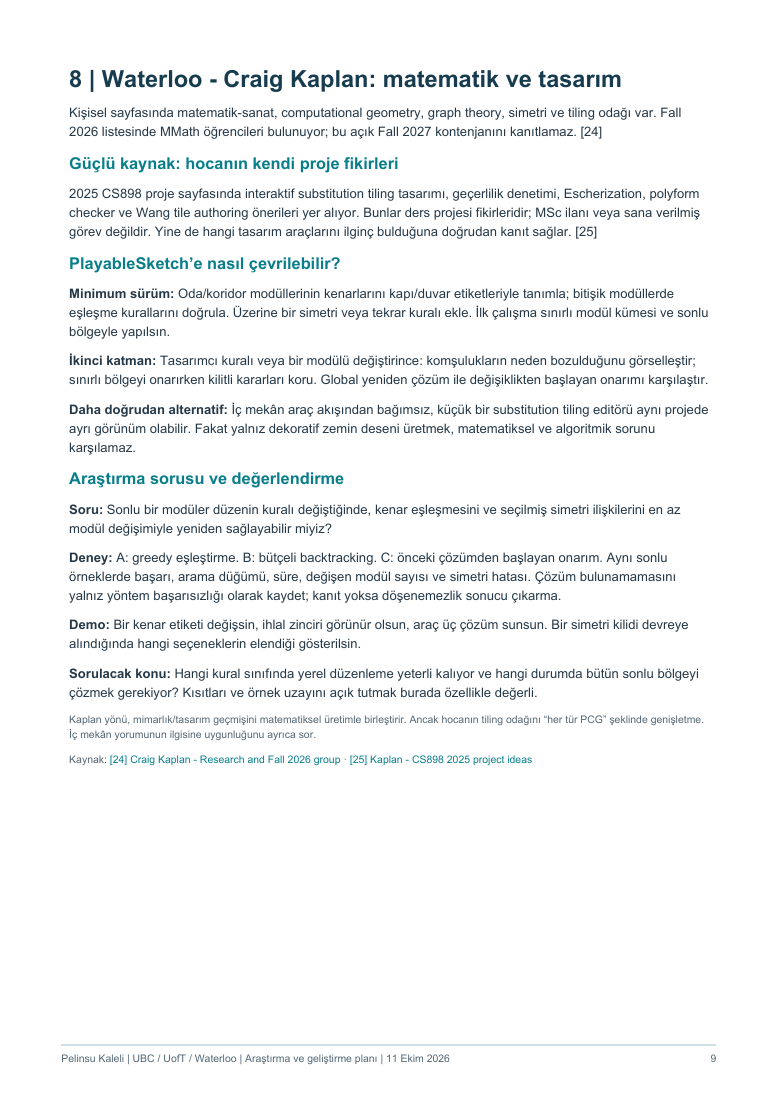 8 | Waterloo - Craig Kaplan: matematik ve tasarım
Kişisel sayfasında matematik-sanat, computational geometry, graph theory, simetri ve tiling odağı var. Fall
2026 listesinde MMath öğrencileri bulunuyor; bu açık Fall 2027 kontenjanını kanıtlamaz. [24]
Güçlü kaynak: hocanın kendi proje fikirleri
2025 CS898 proje sayfasında interaktif substitution tiling tasarımı, geçerlilik denetimi, Escherization, polyform
checker ve Wang tile authoring önerileri yer alıyor. Bunlar ders projesi fikirleridir; MSc ilanı veya sana verilmiş
görev değildir. Yine de hangi tasarım araçlarını ilginç bulduğuna doğrudan kanıt sağlar. [25]
PlayableSketch’e nasıl çevrilebilir?
Minimum sürüm: Oda/koridor modüllerinin kenarlarını kapı/duvar etiketleriyle tanımla; bitişik modüllerde
eşleşme kurallarını doğrula. Üzerine bir simetri veya tekrar kuralı ekle. İlk çalışma sınırlı modül kümesi ve sonlu
bölgeyle yapılsın.
İkinci katman: Tasarımcı kuralı veya bir modülü değiştirince: komşulukların neden bozulduğunu görselleştir;
sınırlı bölgeyi onarırken kilitli kararları koru. Global yeniden çözüm ile değişiklikten başlayan onarımı karşılaştır.
Daha doğrudan alternatif: İç mekân araç akışından bağımsız, küçük bir substitution tiling editörü aynı projede
ayrı görünüm olabilir. Fakat yalnız dekoratif zemin deseni üretmek, matematiksel ve algoritmik sorunu
karşılamaz.
Araştırma sorusu ve değerlendirme
Soru: Sonlu bir modüler düzenin kuralı değiştiğinde, kenar eşleşmesini ve seçilmiş simetri ilişkilerini en az
modül değişimiyle yeniden sağlayabilir miyiz?
Deney: A: greedy eşleştirme. B: bütçeli backtracking. C: önceki çözümden başlayan onarım. Aynı sonlu
örneklerde başarı, arama düğümü, süre, değişen modül sayısı ve simetri hatası. Çözüm bulunamamasını
yalnız yöntem başarısızlığı olarak kaydet; kanıt yoksa döşenemezlik sonucu çıkarma.
Demo: Bir kenar etiketi değişsin, ihlal zinciri görünür olsun, araç üç çözüm sunsun. Bir simetri kilidi devreye
alındığında hangi seçeneklerin elendiği gösterilsin.
Sorulacak konu: Hangi kural sınıfında yerel düzenleme yeterli kalıyor ve hangi durumda bütün sonlu bölgeyi
çözmek gerekiyor? Kısıtları ve örnek uzayını açık tutmak burada özellikle değerli.
Kaplan yönü, mimarlık/tasarım geçmişini matematiksel üretimle birleştirir. Ancak hocanın tiling odağını “her tür PCG” şeklinde genişletme.
İç mekân yorumunun ilgisine uygunluğunu ayrıca sor.
Kaynak: [24] Craig Kaplan - Research and Fall 2026 group · [25] Kaplan - CS898 2025 project ideas
Pelinsu Kaleli | UBC / UofT / Waterloo | Araştırma ve geliştirme planı | 11 Ekim 2026 9